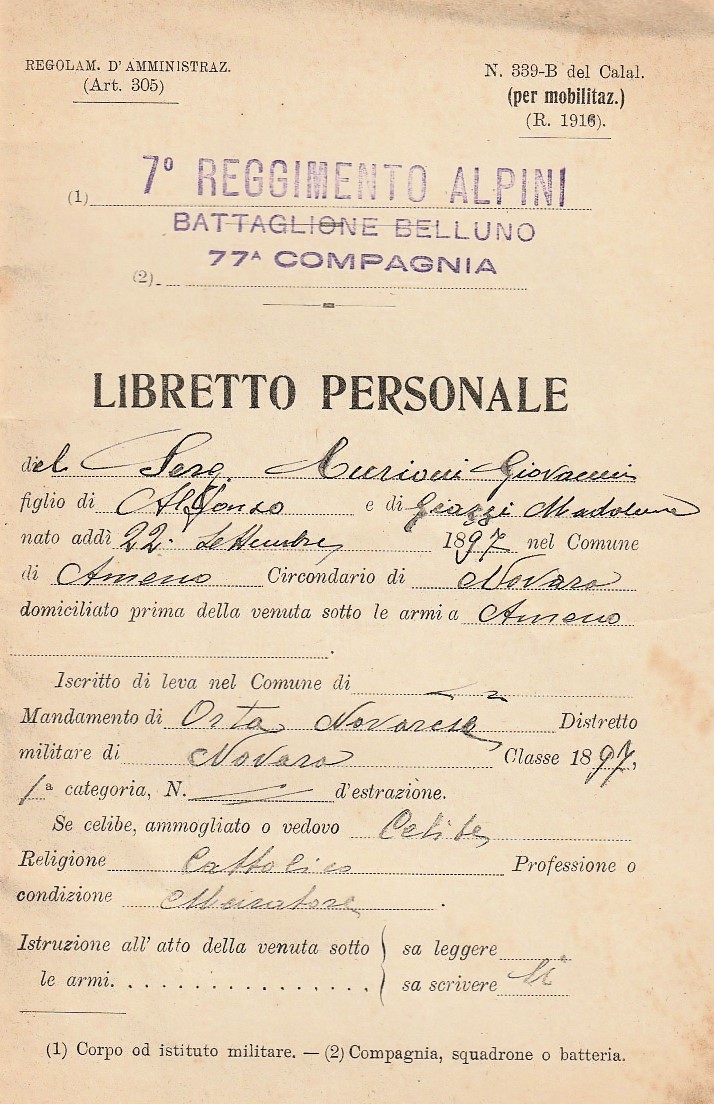 REGOLAM. D'AMMINISTRAZ.
(Art. 305)
N. 339-B del Catal.
(per mobilitaz.)
(R. 1916).
(1) 7º REGGIMENTO ALPINI
BATTAGLIONE BELLUNO
77ª COMPAGNIA
(2)
LIBRETTO PERSONALE
del Serg. Giovanni
figlio di Alfonso e di
nato addì 22. Settembre 1897 nel Comune
di Ameno Circondario di Novara
domiciliato prima della venuta sotto le armi a Ameno
Iscritto di leva nel Comune di
Mandamento di Orta Novarese Distretto
militare di Novara Classe 1897,
1ª categoria, N. d'estrazione.
Se celibe, ammogliato o vedovo Celibe
Religione Cattolica Professione o
condizione Muratore.
Istruzione all' atto della venuta sotto sa leggere
le armi. . . . . . . . . . . . . . . . sa scrivere Si
(1) Corpo od istituto militare. — (2) Compagnia, squadrone o batteria.